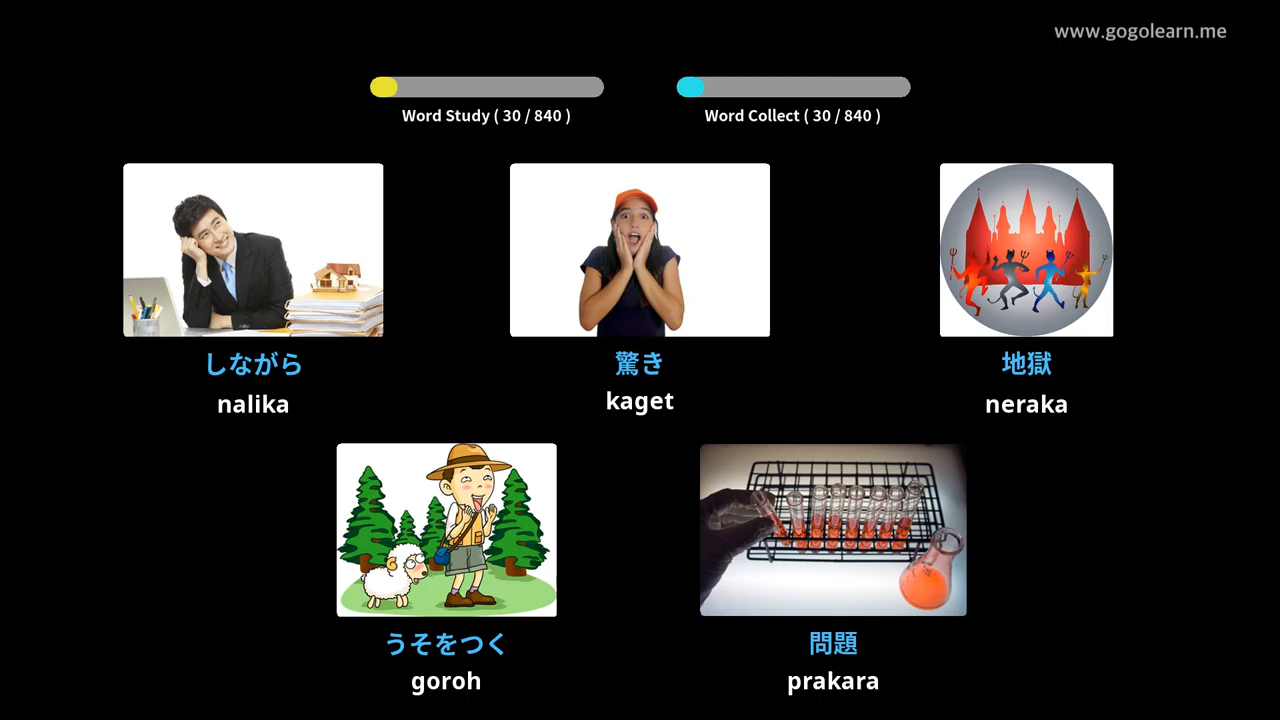 www.gogolearn.me
Word Study ( 30 / 840 )
Word Collect ( 30 / 840 )
しながら
nalika
驚き
kaget
地獄
neraka
うそをつく
goroh
問題
prakara